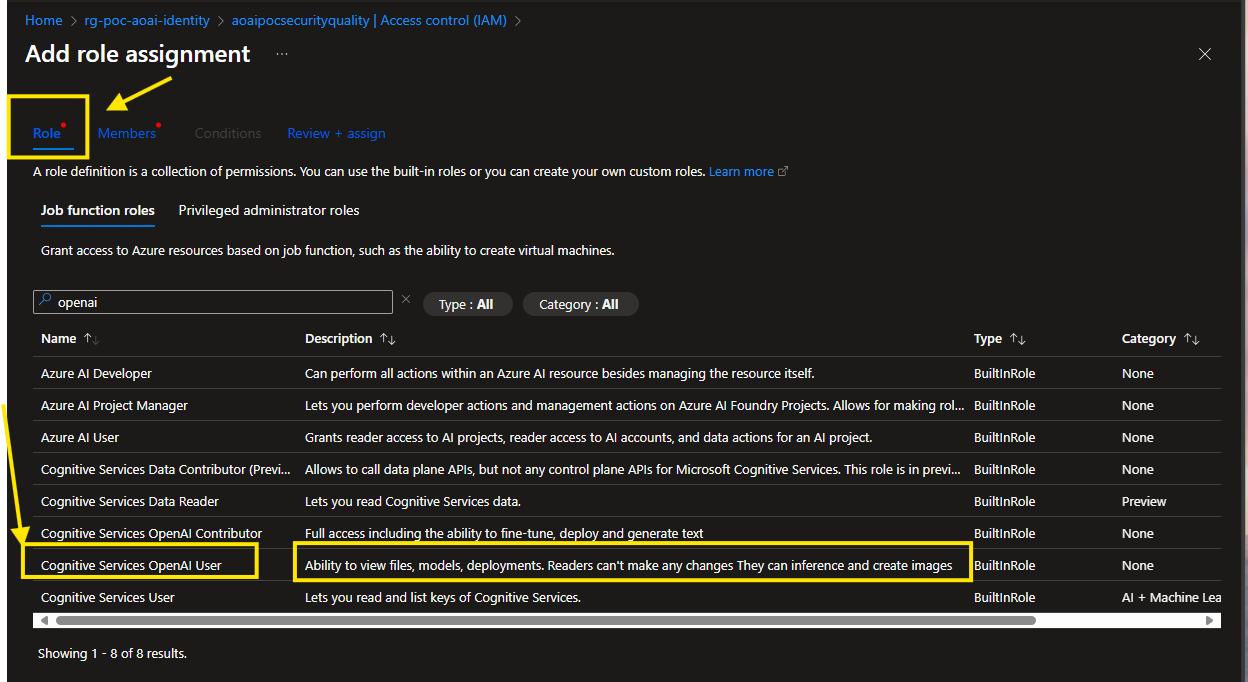 Home > rg-poc-aoai-identity > aoaipocsecurityquality | Access control (IAM) >
Add role assignment ...
Role Members Conditions Review + assign
A role definition is a collection of permissions. You can use the built-in roles or you can create your own custom roles. Learn more
Job function roles Privileged administrator roles
Grant access to Azure resources based on job function, such as the ability to create virtual machines.
openai Type : All Category : All
Name Description Type Category
Azure AI Developer Can perform all actions within an Azure AI resource besides managing the resource itself. BuiltInRole None
Azure AI Project Manager Lets you perform developer actions and management actions on Azure AI Foundry Projects. Allows for making rol... BuiltInRole None
Azure AI User Grants reader access to AI projects, reader access to AI accounts, and data actions for an AI project. BuiltInRole None
Cognitive Services Data Contributor (Previ... Allows to call data plane APIs, but not any control plane APIs for Microsoft Cognitive Services. This role is in previ... BuiltInRole None
Cognitive Services Data Reader Lets you read Cognitive Services data. BuiltInRole Preview
Cognitive Services OpenAI Contributor Full access including the ability to fine-tune, deploy and generate text BuiltInRole None
Cognitive Services OpenAI User Ability to view files, models, deployments. Readers can't make any changes They can inference and create images BuiltInRole None
Cognitive Services User Lets you read and list keys of Cognitive Services. BuiltInRole AI + Machine Lea
Showing 1 - 8 of 8 results.